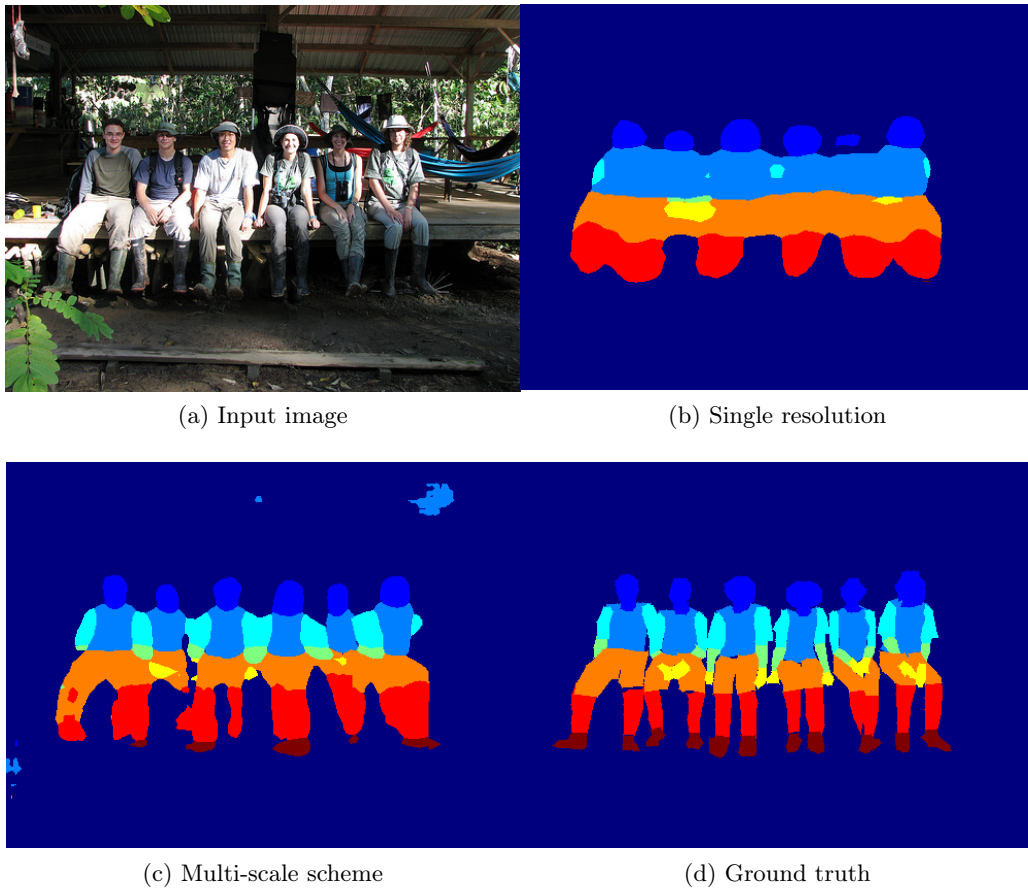 (a) Input image
(b) Single resolution
(c) Multi-scale scheme
(d) Ground truth